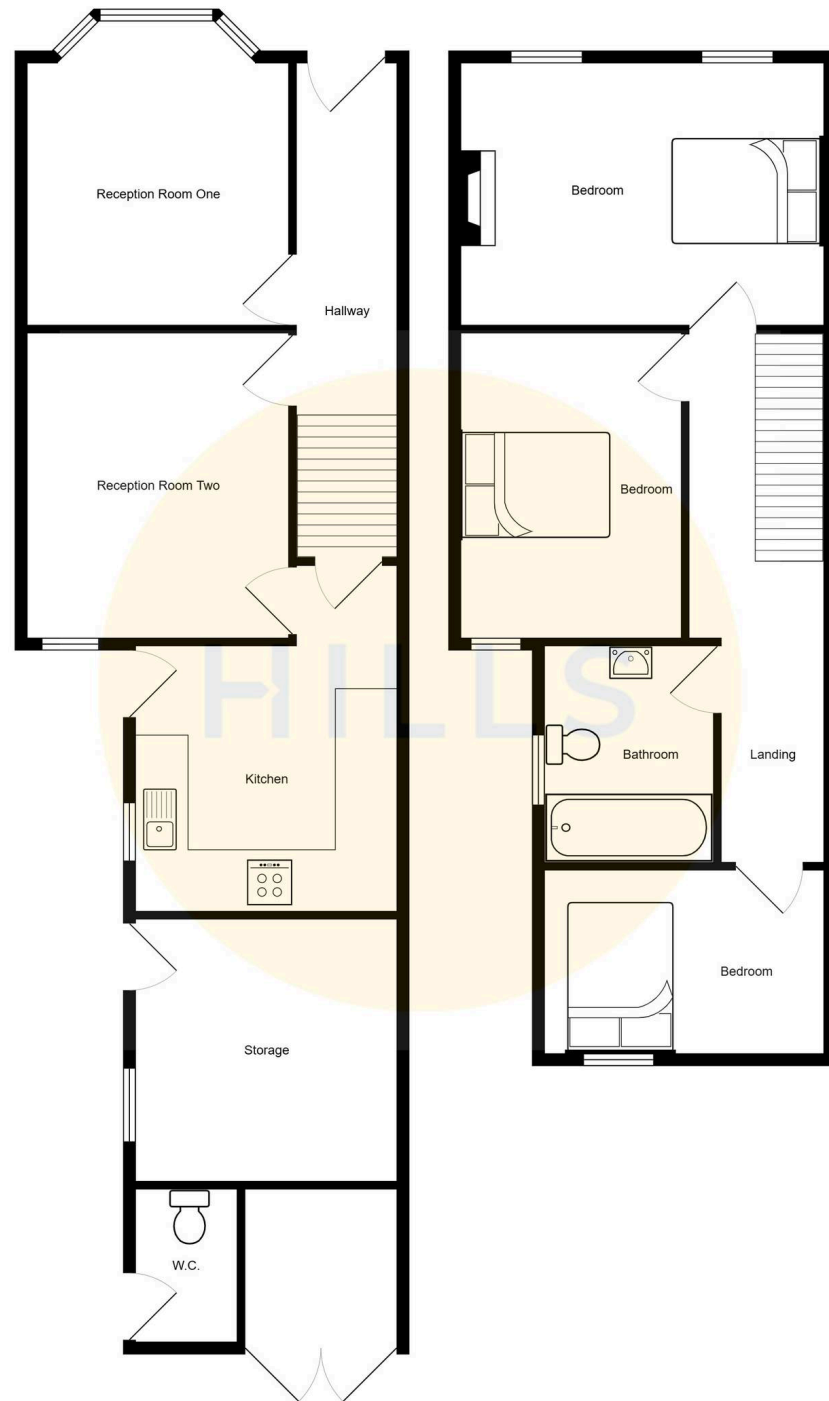 Reception Room One
Hallway
Reception Room Two
Kitchen
Storage
W.C.
Bedroom
Bedroom
Bathroom
Landing
Bedroom
HILLS